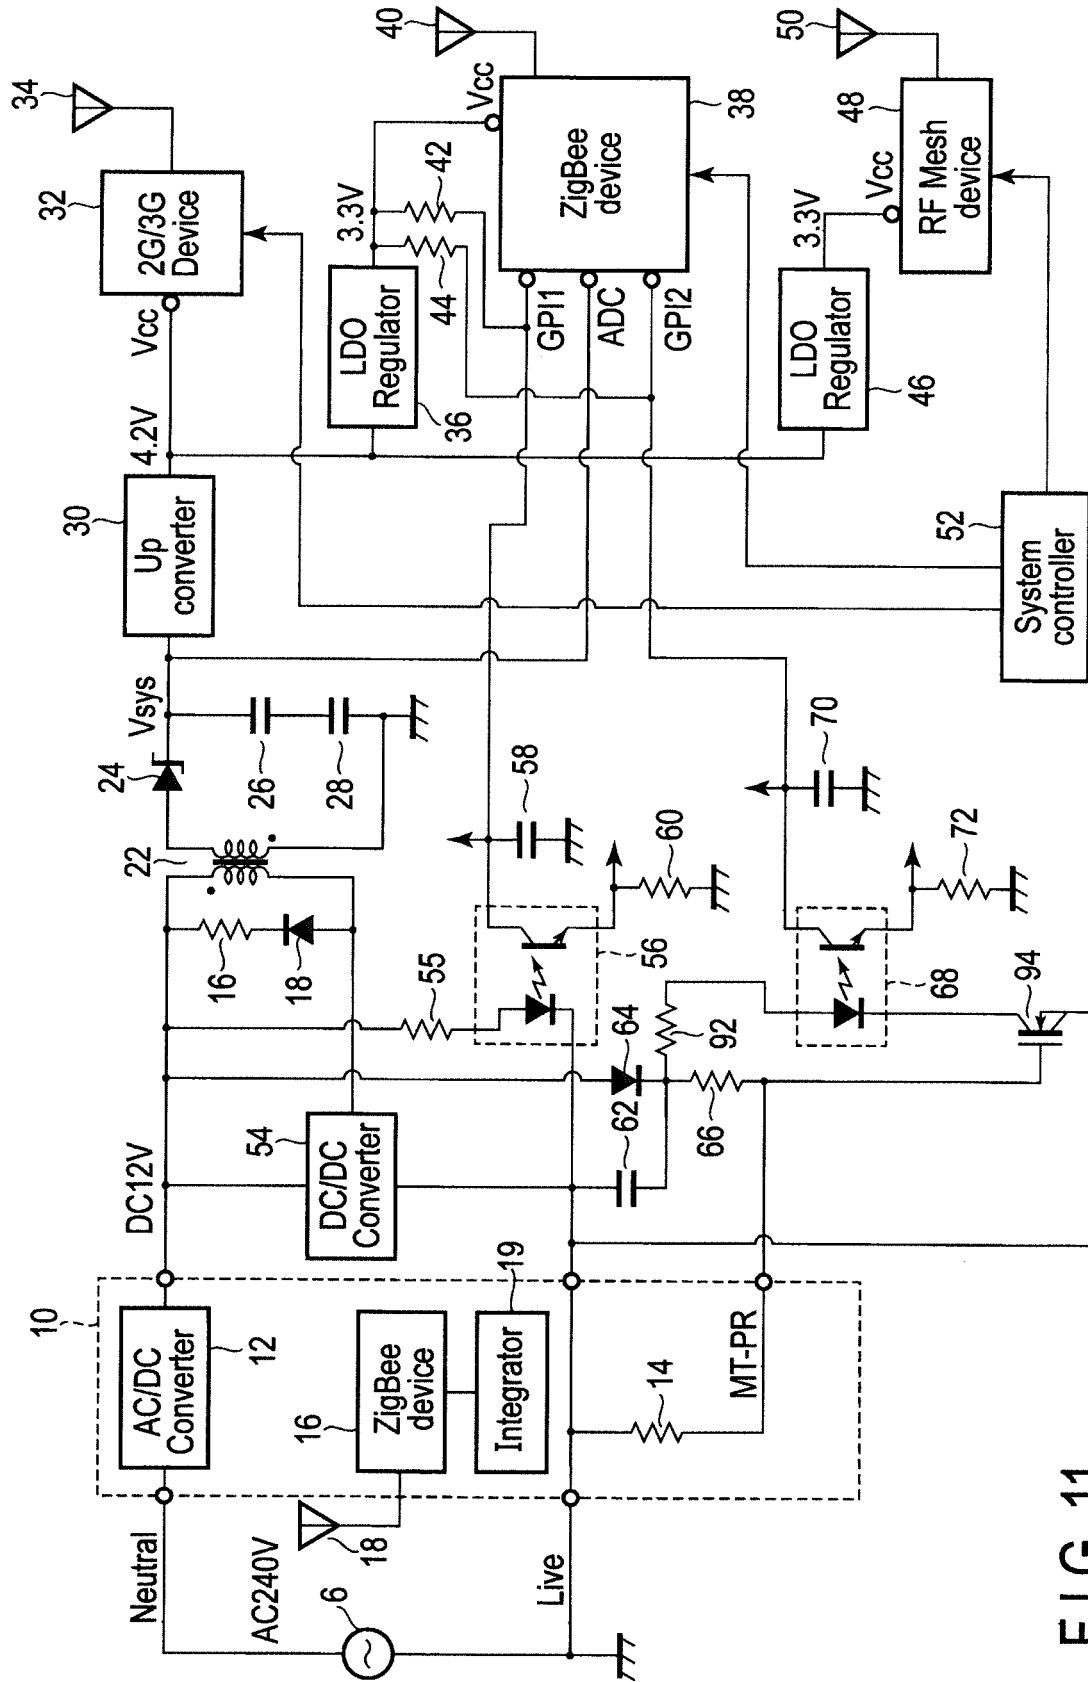 10
Neutral
AC240V
6
Live
AC/DC
Converter
12
16
ZigBee
device
18
19
Integrator
14
MT-PR
DC12V
54
DC/DC
Converter
16
18
22
24
Vsys
26
28
30
Up
converter
4.2V
Vcc
32
2G/3G
Device
34
55
56
58
60
62
64
66
92
68
70
72
94
LDO
Regulator
36
3.3V
44
42
Vcc
40
ZigBee
device
38
GPI1
ADC
GPI2
LDO
Regulator
46
3.3V
Vcc
48
RF Mesh
device
50
52
System
controller
FIG. 11